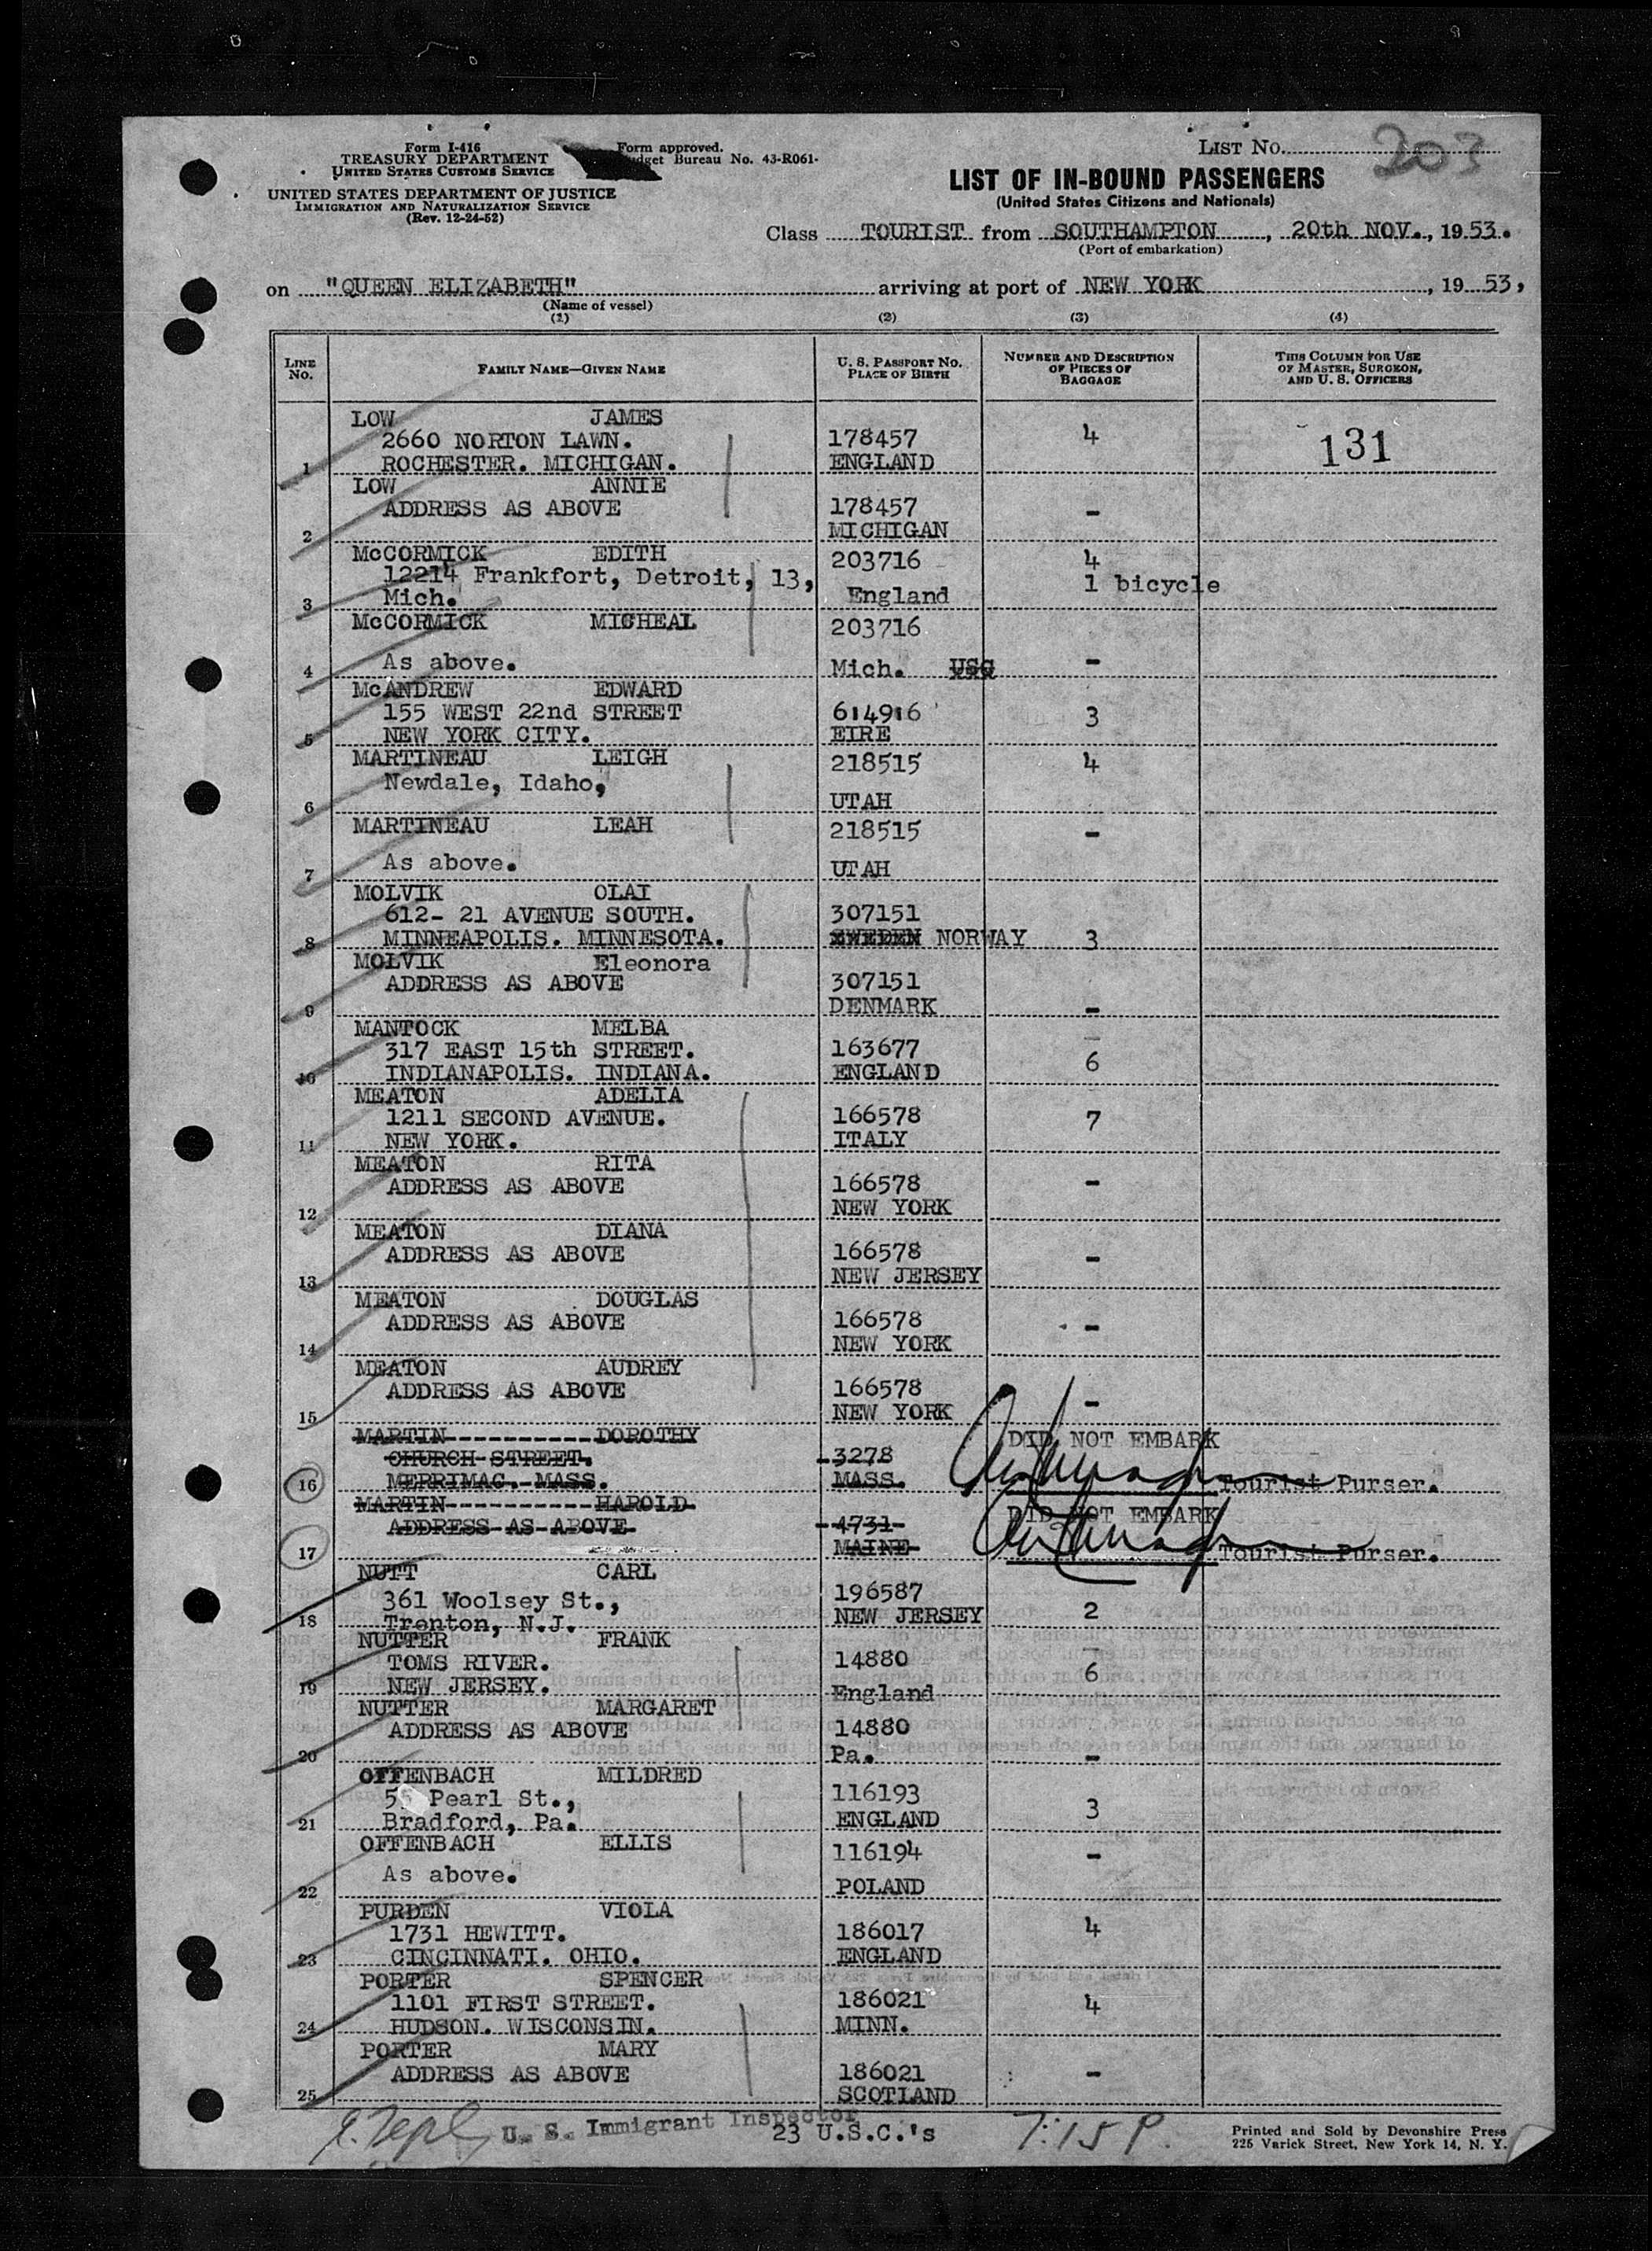 Form I-416
TREASURY DEPARTMENT
UNITED STATES CUSTOMS SERVICE
UNITED STATES DEPARTMENT OF JUSTICE
IMMIGRATION AND NATURALIZATION SERVICE
(Rev. 12-24-52)
Form approved.
Bureau No. 43-R061.
LIST NO. 203
LIST OF IN-BOUND PASSENGERS
(United States Citizens and Nationals)
Class TOURIST from SOUTHAMPTON, 20th NOV., 1953.
(Port of embarkation)
on "QUEEN ELIZABETH" arriving at port of NEW YORK, 1953,
(Name of vessel)
(1) (2) (3) (4)
LINE NO. FAMILY NAME—GIVEN NAME U. S. PASSPORT NO. PLACE OF BIRTH NUMBER AND DESCRIPTION OF PIECES OF BAGGAGE THIS COLUMN FOR USE OF MASTER, SURGEON, AND U. S. OFFICERS
LOW JAMES
2660 NORTON LAWN. 178457 4 131
1 ROCHESTER. MICHIGAN. ENGLAND
LOW ANNIE
ADDRESS AS ABOVE 178457 -
2 MICHIGAN
McCORMICK EDITH 203716 4
12214 Frankfort, Detroit, 13, 1 bicycle
3 Mich. England
McCORMICK MICHEAL 203716
4 As above. Mich. USC -
McANDREW EDWARD
155 WEST 22nd STREET 614916 3
5 NEW YORK CITY. EIRE
MARTINEAU LEIGH 218515 4
Newdale, Idaho,
6 UTAH
MARTINEAU LEAH 218515 -
7 As above. UTAH
MOLVIK OLAI
612- 21 AVENUE SOUTH. 307151
8 MINNEAPOLIS. MINNESOTA. SWEDEN NORWAY 3
MOLVIK Eleonora
ADDRESS AS ABOVE 307151
9 DENMARK -
MANTOCK MELBA
317 EAST 15th STREET. 163677 6
10 INDIANAPOLIS. INDIANA. ENGLAND
MEATON ADELIA
1211 SECOND AVENUE. 166578 7
11 NEW YORK. ITALY
MEATON RITA
ADDRESS AS ABOVE 166578 -
12 NEW YORK
MEATON DIANA
ADDRESS AS ABOVE 166578 -
13 NEW JERSEY
MEATON DOUGLAS
ADDRESS AS ABOVE 166578 -
14 NEW YORK
MEATON AUDREY
ADDRESS AS ABOVE 166578 -
15 NEW YORK
MARTIN----------DOROTHY DID NOT EMBARK
CHURCH STREET. -3278
16 MERRIMAC. MASS. MASS. Tourist Purser.
MARTIN----------HAROLD DID NOT EMBARK
ADDRESS-AS-ABOVE- -4731-
17 MAINE Tourist Purser.
NUTT CARL
361 Woolsey St., 196587
18 Trenton, N.J. NEW JERSEY 2
NUTTER FRANK
TOMS RIVER. 14880 6
19 NEW JERSEY. England
NUTTER MARGARET
ADDRESS AS ABOVE 14880
20 Pa. -
OFFENBACH MILDRED
55 Pearl St., 116193 3
21 Bradford, Pa. ENGLAND
OFFENBACH ELLIS 116194 -
As above.
22 POLAND
PURDEN VIOLA
1731 HEWITT. 186017 4
23 CINCINNATI. OHIO. ENGLAND
PORTER SPENCER
1101 FIRST STREET. 186021 4
24 HUDSON. WISCONSIN. MINN.
PORTER MARY
ADDRESS AS ABOVE 186021 -
25 SCOTLAND
U. S. Immigrant Inspector
23 U.S.C.'s 7:15 P.
Printed and Sold by Devonshire Press
225 Varick Street, New York 14, N. Y.